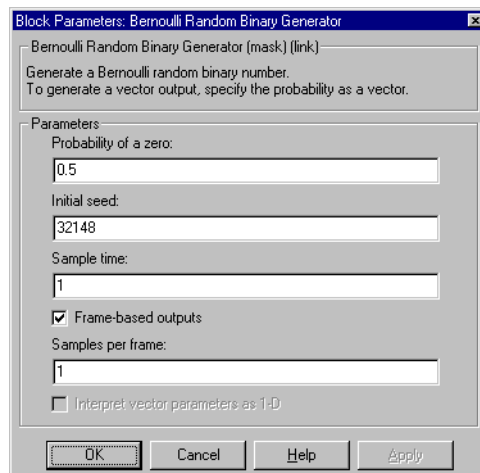 Block Parameters: Bernoulli Random Binary Generator
Bernoulli Random Binary Generator (mask) (link)
Generate a Bernoulli random binary number.
To generate a vector output, specify the probability as a vector.
Parameters
Probability of a zero:
0.5
Initial seed:
32148
Sample time:
1
Frame-based outputs
Samples per frame:
1
Interpret vector parameters as 1-D
OK Cancel Help Apply